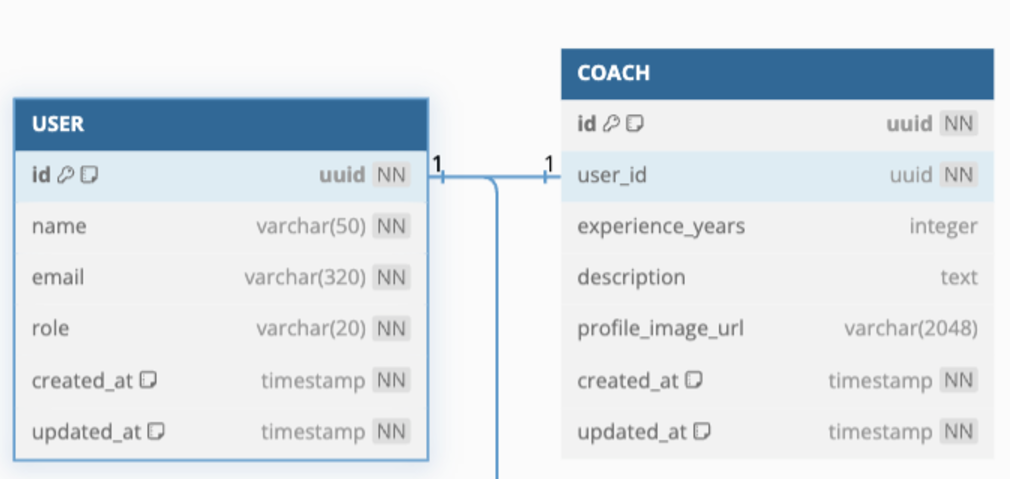 USER
id uuid NN
name varchar(50) NN
email varchar(320) NN
role varchar(20) NN
created_at timestamp NN
updated_at timestamp NN
1 1
COACH
id uuid NN
user_id uuid NN
experience_years integer
description text
profile_image_url varchar(2048)
created_at timestamp NN
updated_at timestamp NN